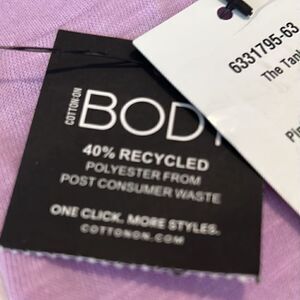 COTTON:ON
BODY
40% RECYCLED
POLYESTER FROM
POST CONSUMER WASTE
ONE CLICK. MORE STYLES.
COTTONON.COM
6331795-63
The Tan